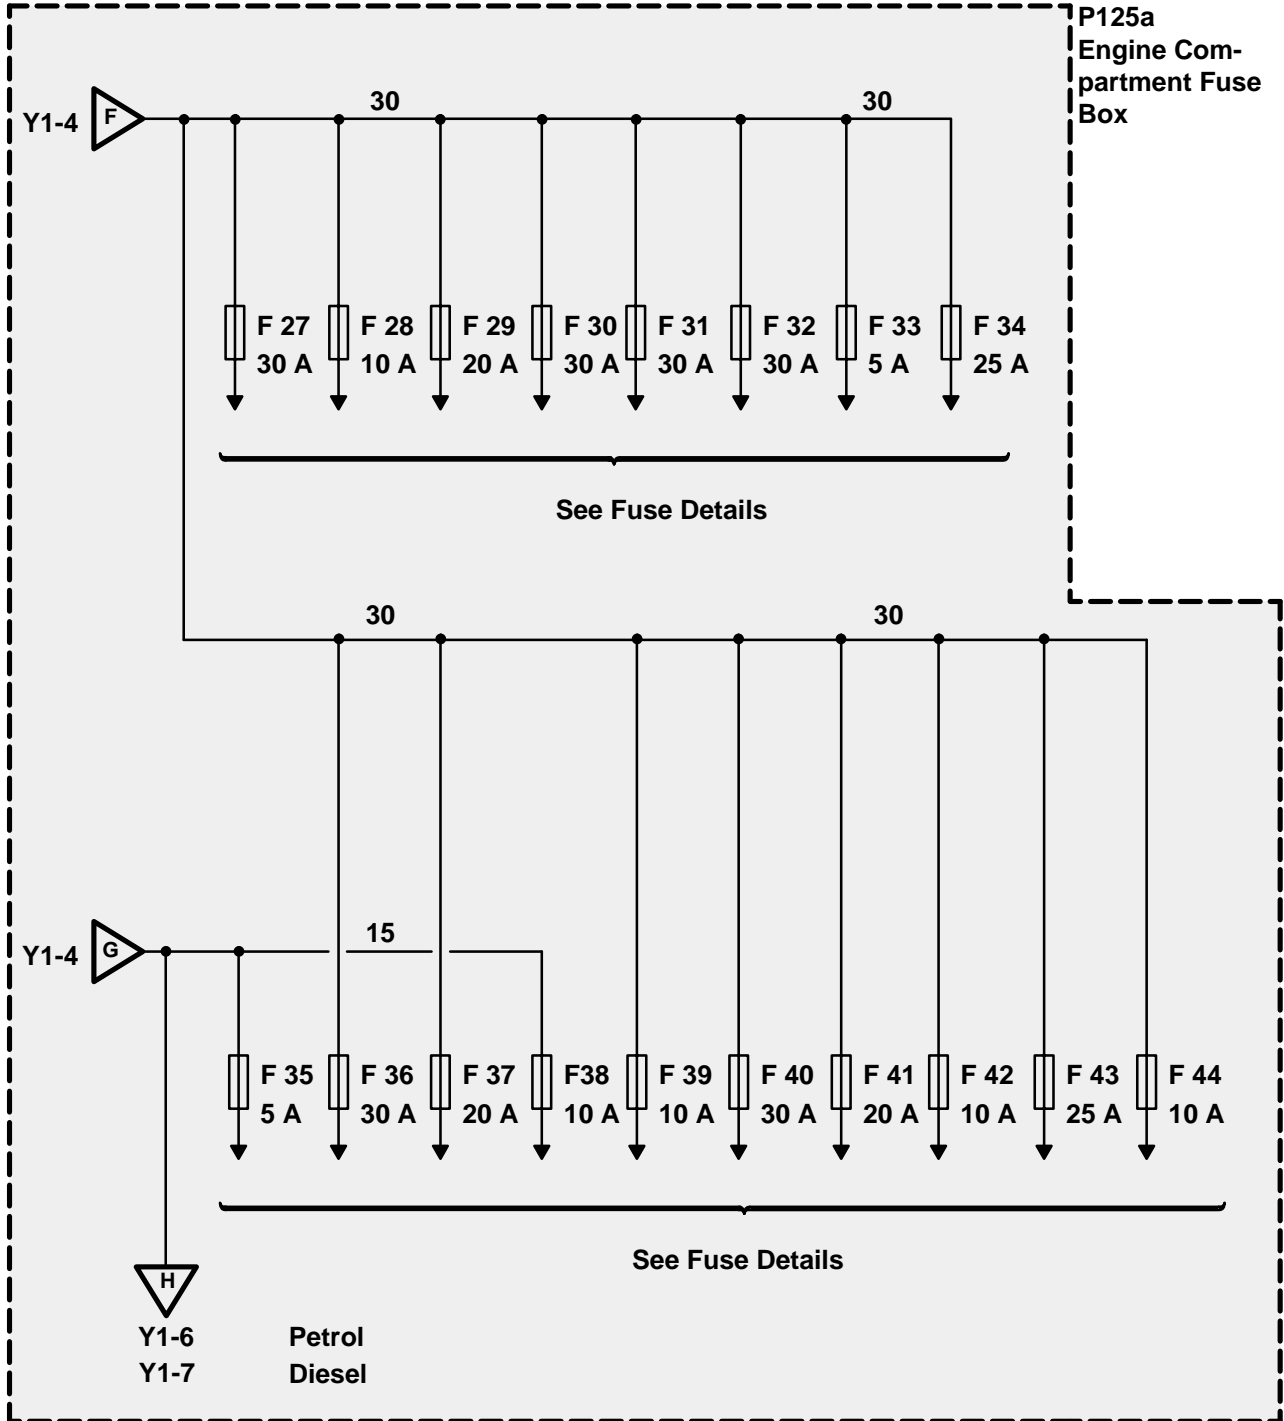 P125a
Engine Com-
partment Fuse
Box
30 30
Y1-4 F
F 27 F 28 F 29 F 30 F 31 F 32 F 33 F 34
30 A 10 A 20 A 30 A 30 A 30 A 5 A 25 A
See Fuse Details
30 30
15
Y1-4 G
F 35 F 36 F 37 F38 F 39 F 40 F 41 F 42 F 43 F 44
5 A 30 A 20 A 10 A 10 A 30 A 20 A 10 A 25 A 10 A
See Fuse Details
H
Y1-6 Petrol
Y1-7 Diesel